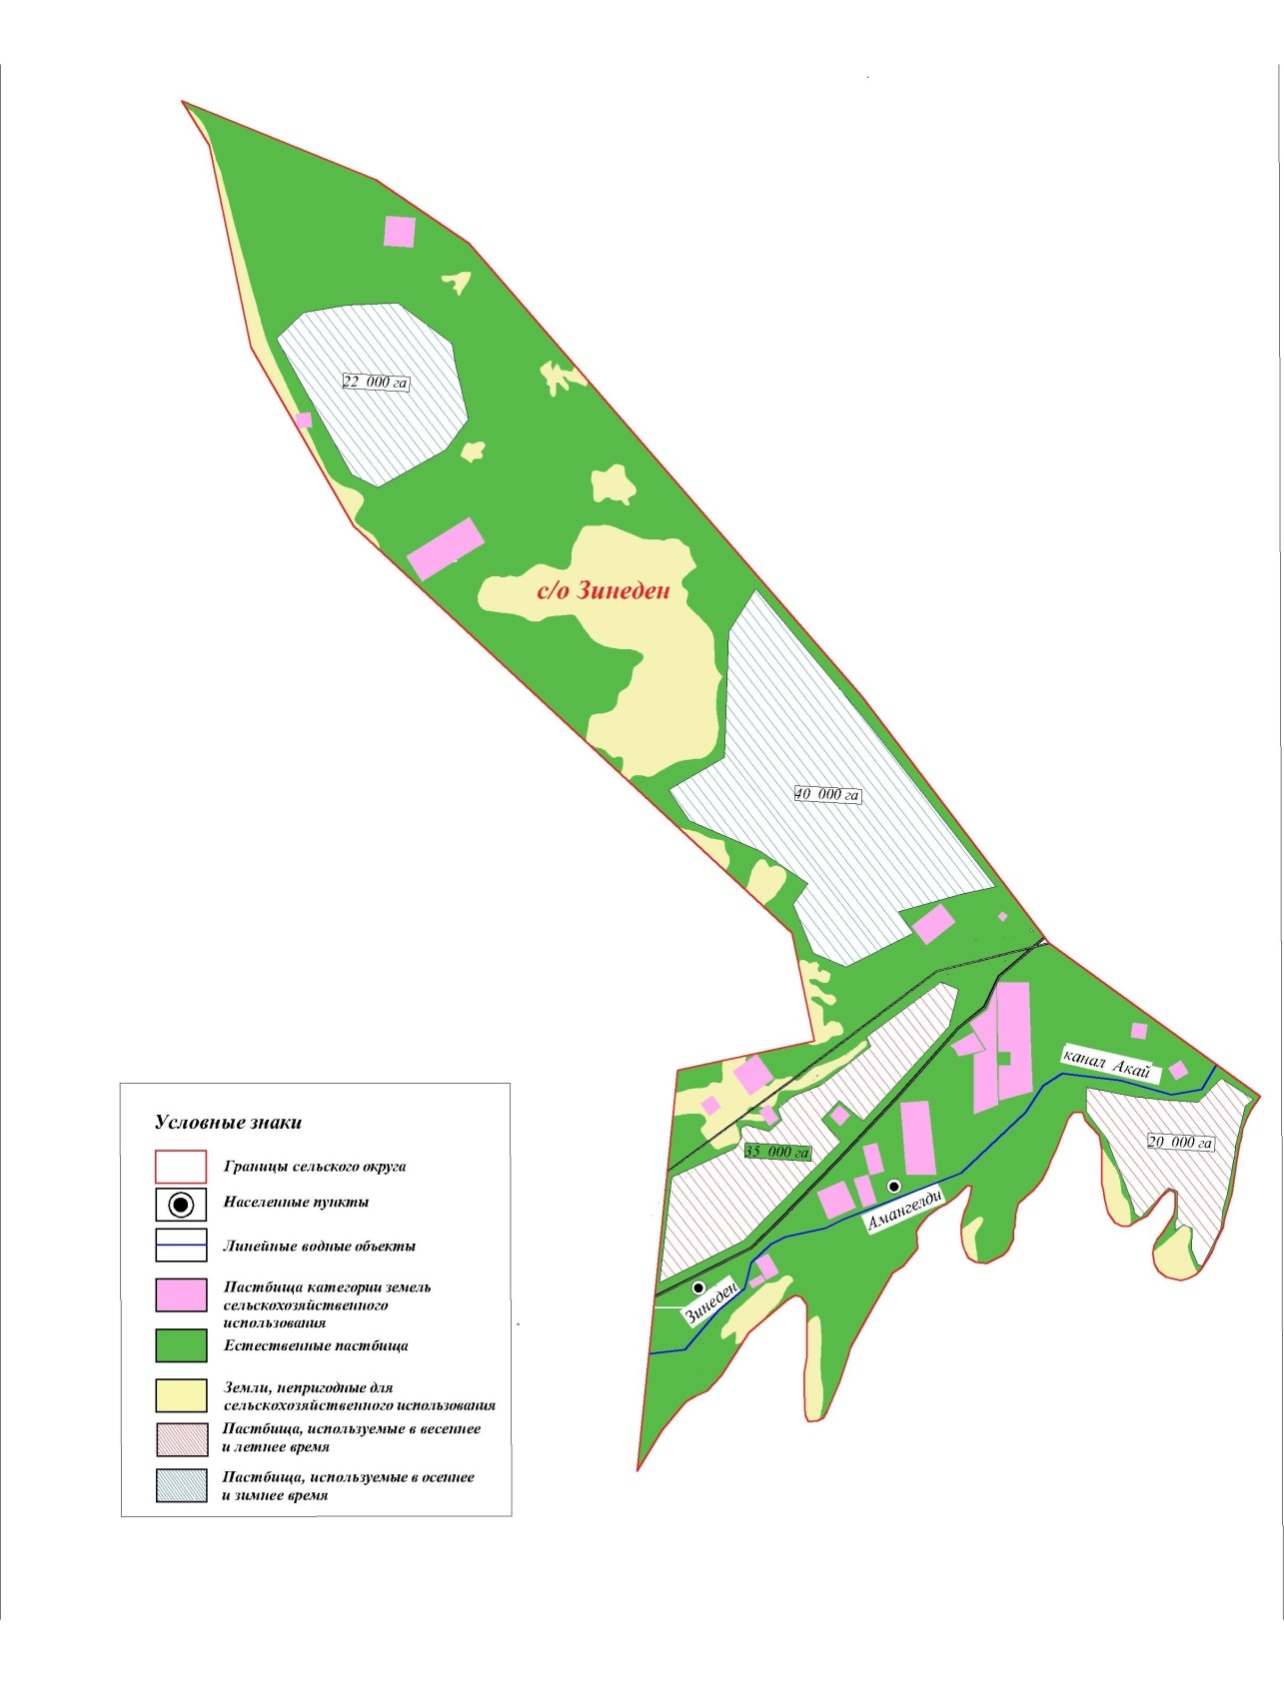 22 000 га
с/о Зинеден
40 000 га
канал Акай
20 000 га
35 000 га
Амангелди
Зинеден
Условные знаки
Границы сельского округа
Населенные пункты
Линейные водные объекты
Пастбища категории земель
сельскохозяйственного
использования
Естественные пастбища
Земли, непригодные для
сельскохозяйственного использования
Пастбища, используемые в весеннее
и летнее время
Пастбища, используемые в осеннее
и зимнее время